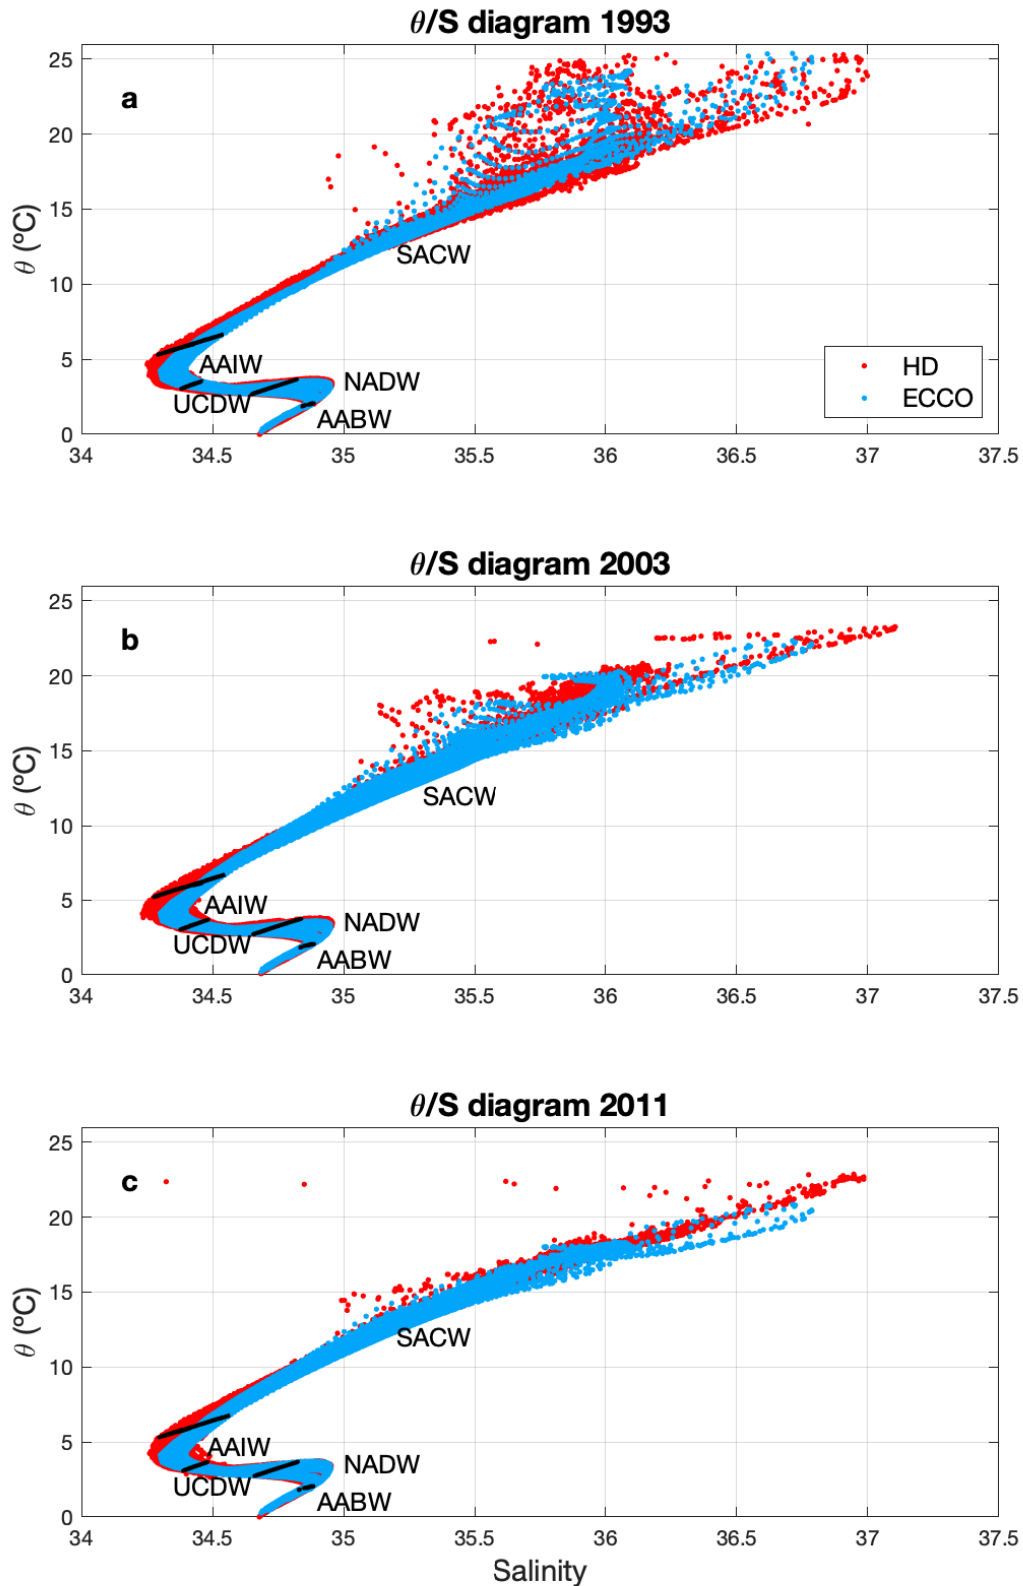 θ/S diagram 1993
a
25
20
15
10
5
0
θ (ºC)
SACW
AAIW
UCDW
NADW
AABW
HD
ECCO
34
34.5
35
35.5
36
36.5
37
37.5
θ/S diagram 2003
b
25
20
15
10
5
0
θ (ºC)
SACW
AAIW
UCDW
NADW
AABW
34
34.5
35
35.5
36
36.5
37
37.5
θ/S diagram 2011
c
25
20
15
10
5
0
θ (ºC)
SACW
AAIW
UCDW
NADW
AABW
34
34.5
35
35.5
36
36.5
37
37.5
Salinity